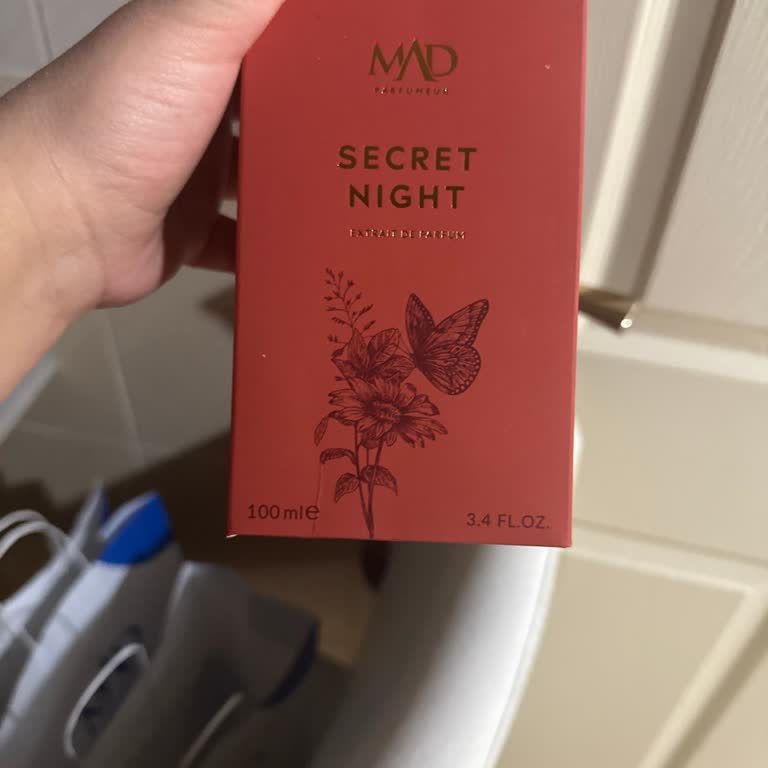 MAD
PARFUMEUR
SECRET
NIGHT
EXTRAIT DE PARFUM
100 ml e
3.4 FL.OZ.